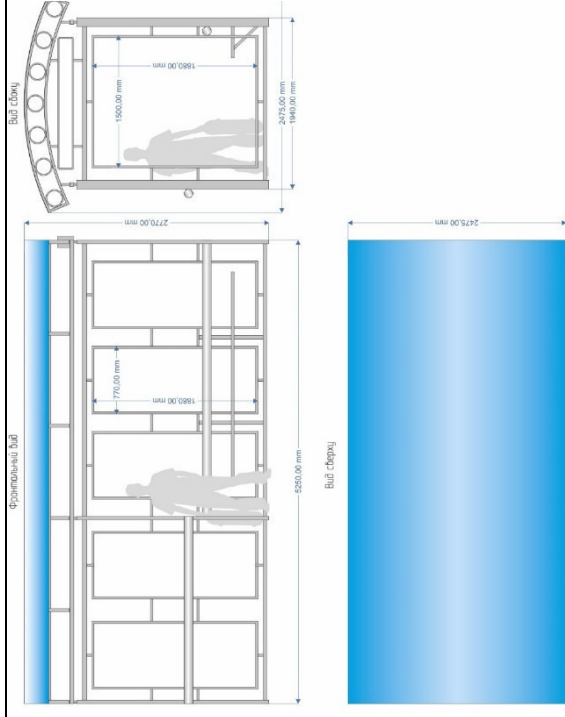 Вид сбоку
1500,00 mm
1880,00 mm
2475,00 mm
1940,00 mm
Фронтальный вид
2770,00 mm
770,00 mm
1880,00 mm
5250,00 mm
Вид сверху
2475,00 mm